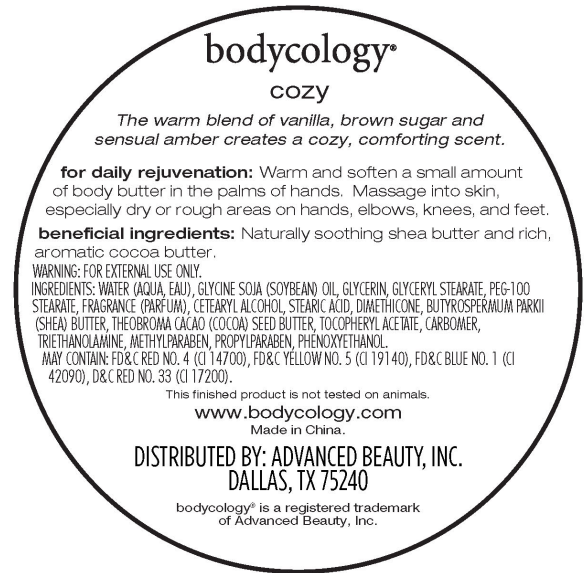 bodycology®
cozy
The warm blend of vanilla, brown sugar and
sensual amber creates a cozy, comforting scent.
for daily rejuvenation: Warm and soften a small amount
of body butter in the palms of hands. Massage into skin,
especially dry or rough areas on hands, elbows, knees, and feet.
beneficial ingredients: Naturally soothing shea butter and rich,
aromatic cocoa butter.
WARNING: FOR EXTERNAL USE ONLY.
INGREDIENTS: WATER (AQUA, EAU), GLYCINE SOJA (SOYBEAN) OIL, GLYCERIN, GLYCERYL STEARATE, PEG-100
STEARATE, FRAGRANCE (PARFUM), CETEARYL ALCOHOL, STEARIC ACID, DIMETHICONE, BUTYROSPERMUM PARKII
(SHEA) BUTTER, THEOBROMA CACAO (COCOA) SEED BUTTER, TOCOPHERYL ACETATE, CARBOMER,
TRIETHANOLAMINE, METHYLPARABEN, PROPYLPARABEN, PHENOXYETHANOL.
MAY CONTAIN: FD&C RED NO. 4 (CI 14700), FD&C YELLOW NO. 5 (CI 19140), FD&C BLUE NO. 1 (CI
42090), D&C RED NO. 33 (CI 17200).
This finished product is not tested on animals.
www.bodycology.com
Made in China.
DISTRIBUTED BY: ADVANCED BEAUTY, INC.
DALLAS, TX 75240
bodycology® is a registered trademark
of Advanced Beauty, Inc.